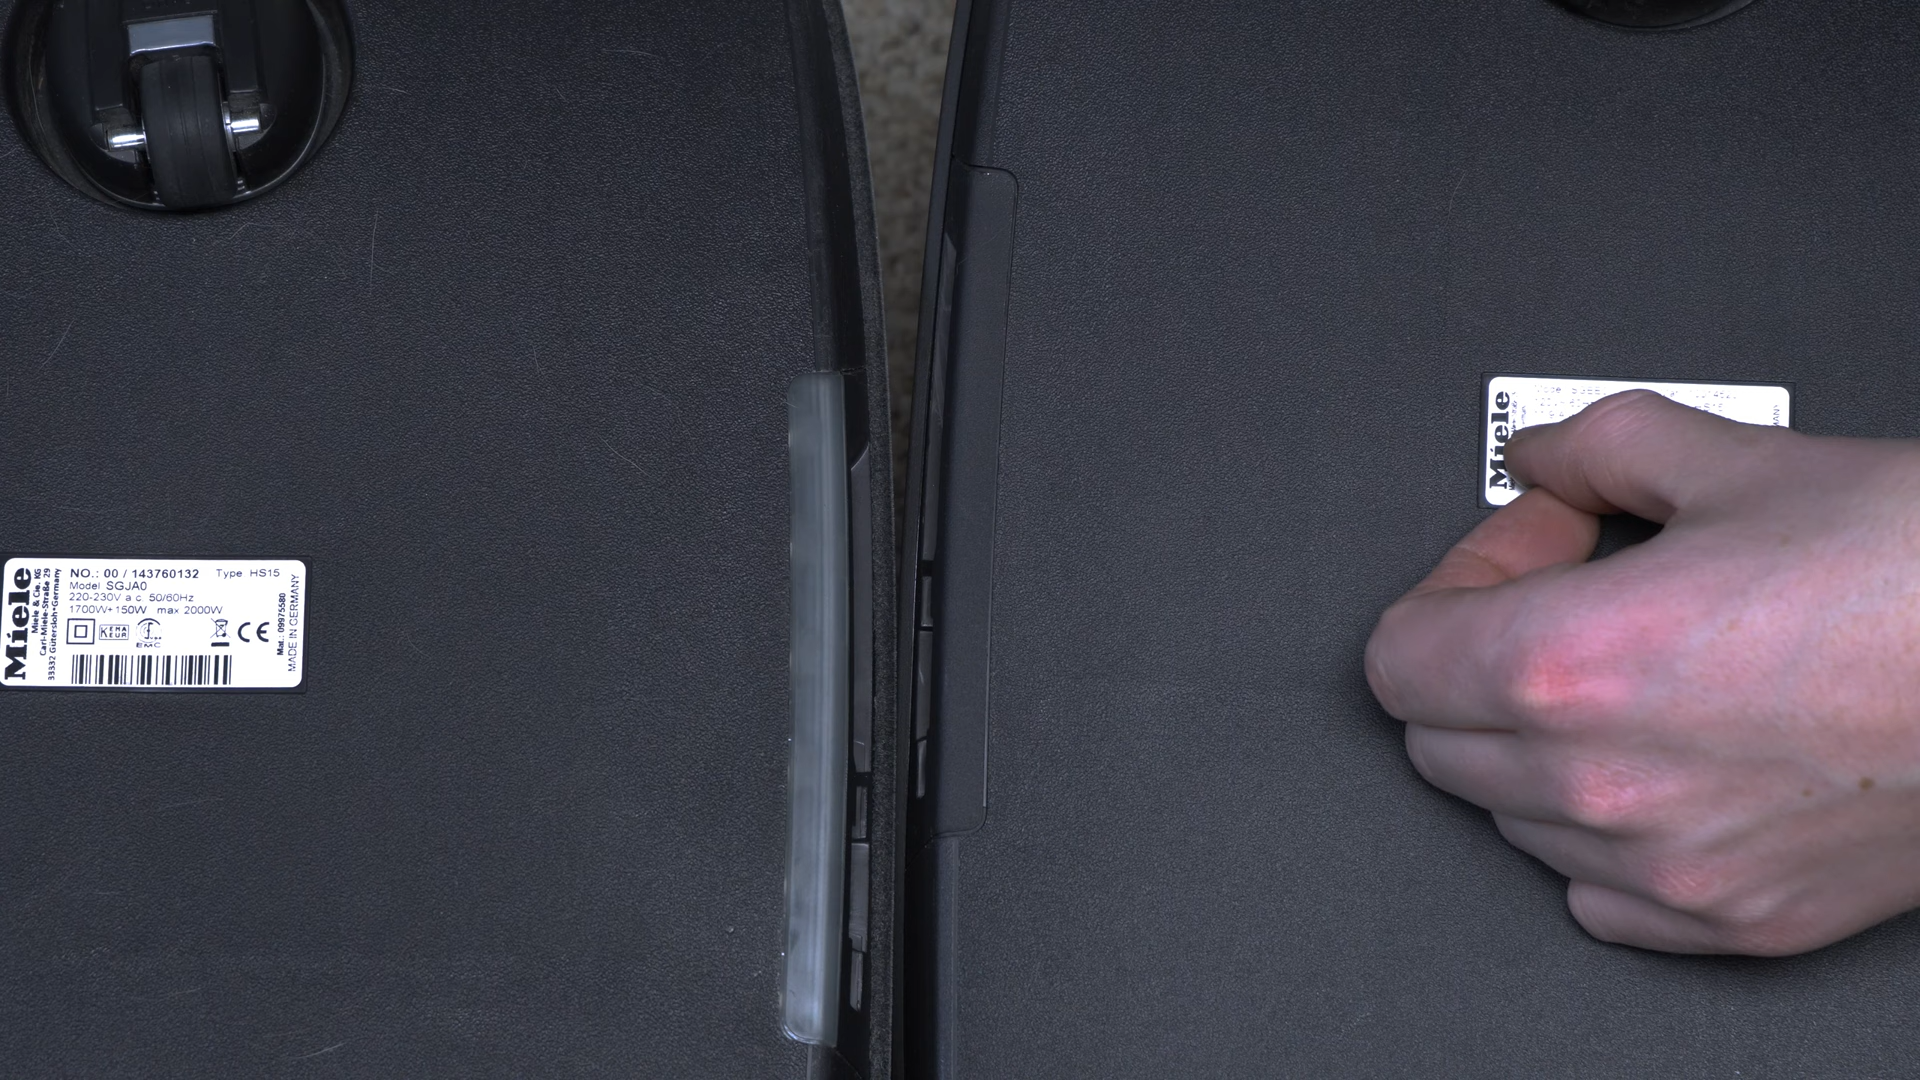 Miele
Miele & Cie. KG
Carl-Miele-Straße 29
33332 Gütersloh•Germany
NO.: 00 / 143760132 Type HS15
Model SGJA0
220-230V a.c. 50/60Hz
1700W+150W max 2000W
KEMA
KEUR
EMC
CE
Mat.: 09975580
MADE IN GERMANY
Miele
Model